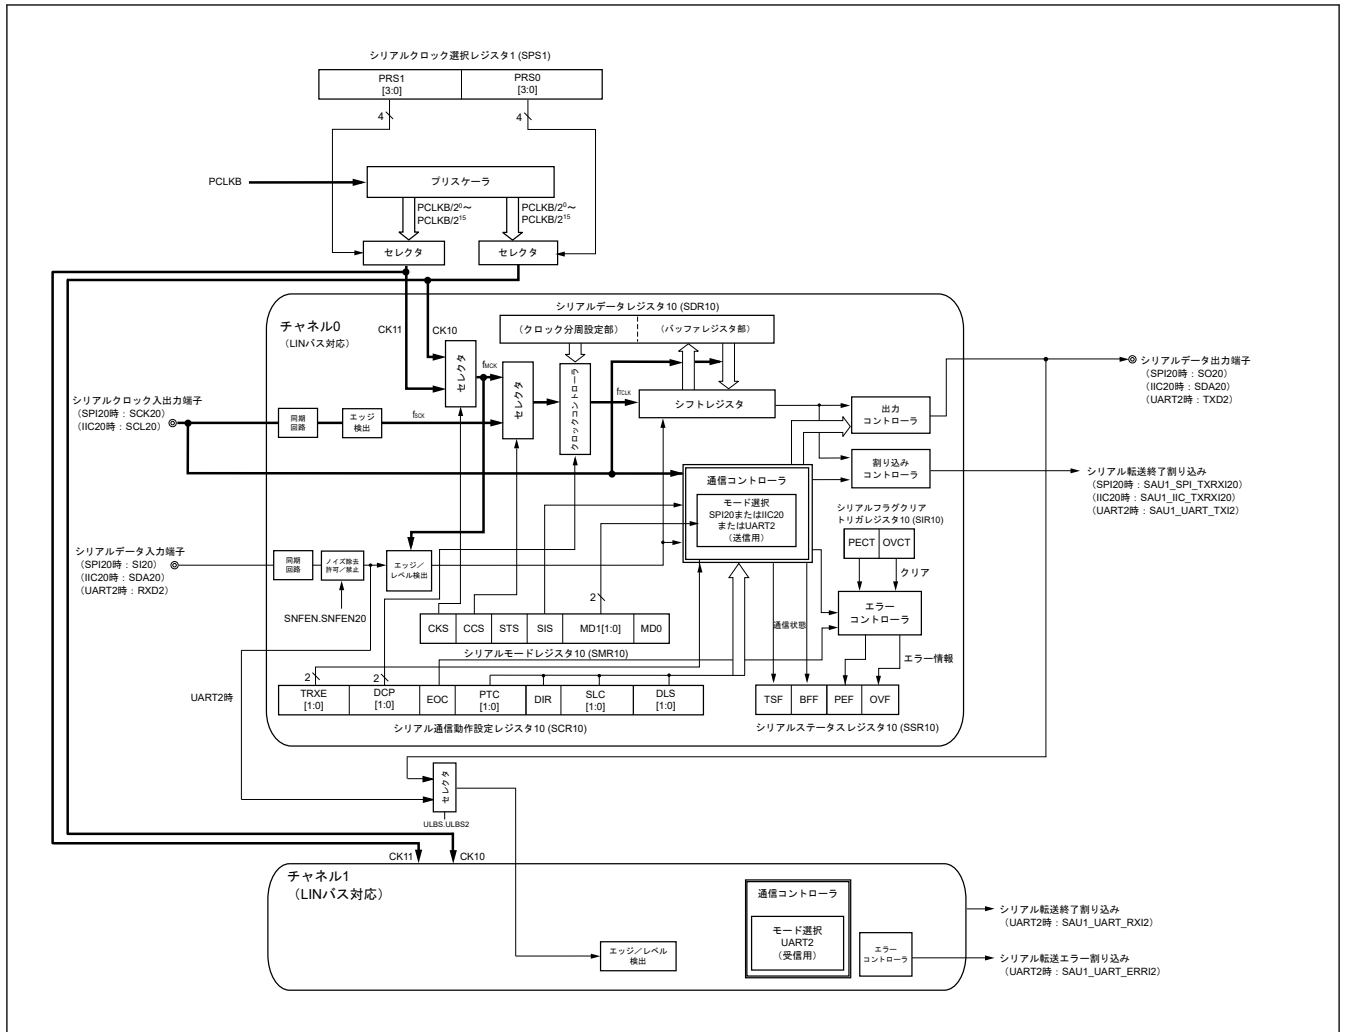 シリアルクロック選択レジスタ1 (SPS1)
PRS1
[3:0]
PRS0
[3:0]
4
4
PCLKB
プリスケーラ
PCLKB/2⁰～
PCLKB/2¹⁵
PCLKB/2⁰～
PCLKB/2¹⁵
セレクタ
セレクタ
チャネル0
（LINバス対応）
CK11
CK10
シリアルデータレジスタ10 (SDR10)
（クロック分周設定部）
（バッファレジスタ部）
セレクタ
fMCK
セレクタ
クロックコントローラ
fTCLK
シフトレジスタ
シリアルクロック入出力端子
（SPI20時：SCK20）
（IIC20時：SCL20）
同期
回路
エッジ
検出
fSCK
出力
コントローラ
シリアルデータ出力端子
（SPI20時：SO20）
（IIC20時：SDA20）
（UART2時：TXD2）
割り込み
コントローラ
シリアル転送終了割り込み
（SPI20時：SAU1_SPI_TXRXI20）
（IIC20時：SAU1_IIC_TXRXI20）
（UART2時：SAU1_UART_TXI2）
通信コントローラ
モード選択
SPI20またはIIC20
またはUART2
（送信用）
シリアルフラグクリア
トリガレジスタ10 (SIR10)
PECT
OVCT
クリア
シリアルデータ入力端子
（SPI20時：SI20）
（IIC20時：SDA20）
（UART2時：RXD2）
同期
回路
ノイズ除去
許可／禁止
エッジ／
レベル検出
SNFEN.SNFEN20
エラー
コントローラ
2
CKS
CCS
STS
SIS
MD1[1:0]
MD0
シリアルモードレジスタ10 (SMR10)
通信状態
エラー情報
UART2時
2
2
TRXE
[1:0]
DCP
[1:0]
EOC
PTC
[1:0]
DIR
SLC
[1:0]
DLS
[1:0]
シリアル通信動作設定レジスタ10 (SCR10)
TSF
BFF
PEF
OVF
シリアルステータスレジスタ10 (SSR10)
セレクタ
ULBS.ULBS2
CK11
CK10
チャネル1
（LINバス対応）
通信コントローラ
モード選択
UART2
（受信用）
エッジ／レベル
検出
エラー
コントローラ
シリアル転送終了割り込み
（UART2時：SAU1_UART_RXI2）
シリアル転送エラー割り込み
（UART2時：SAU1_UART_ERRI2）